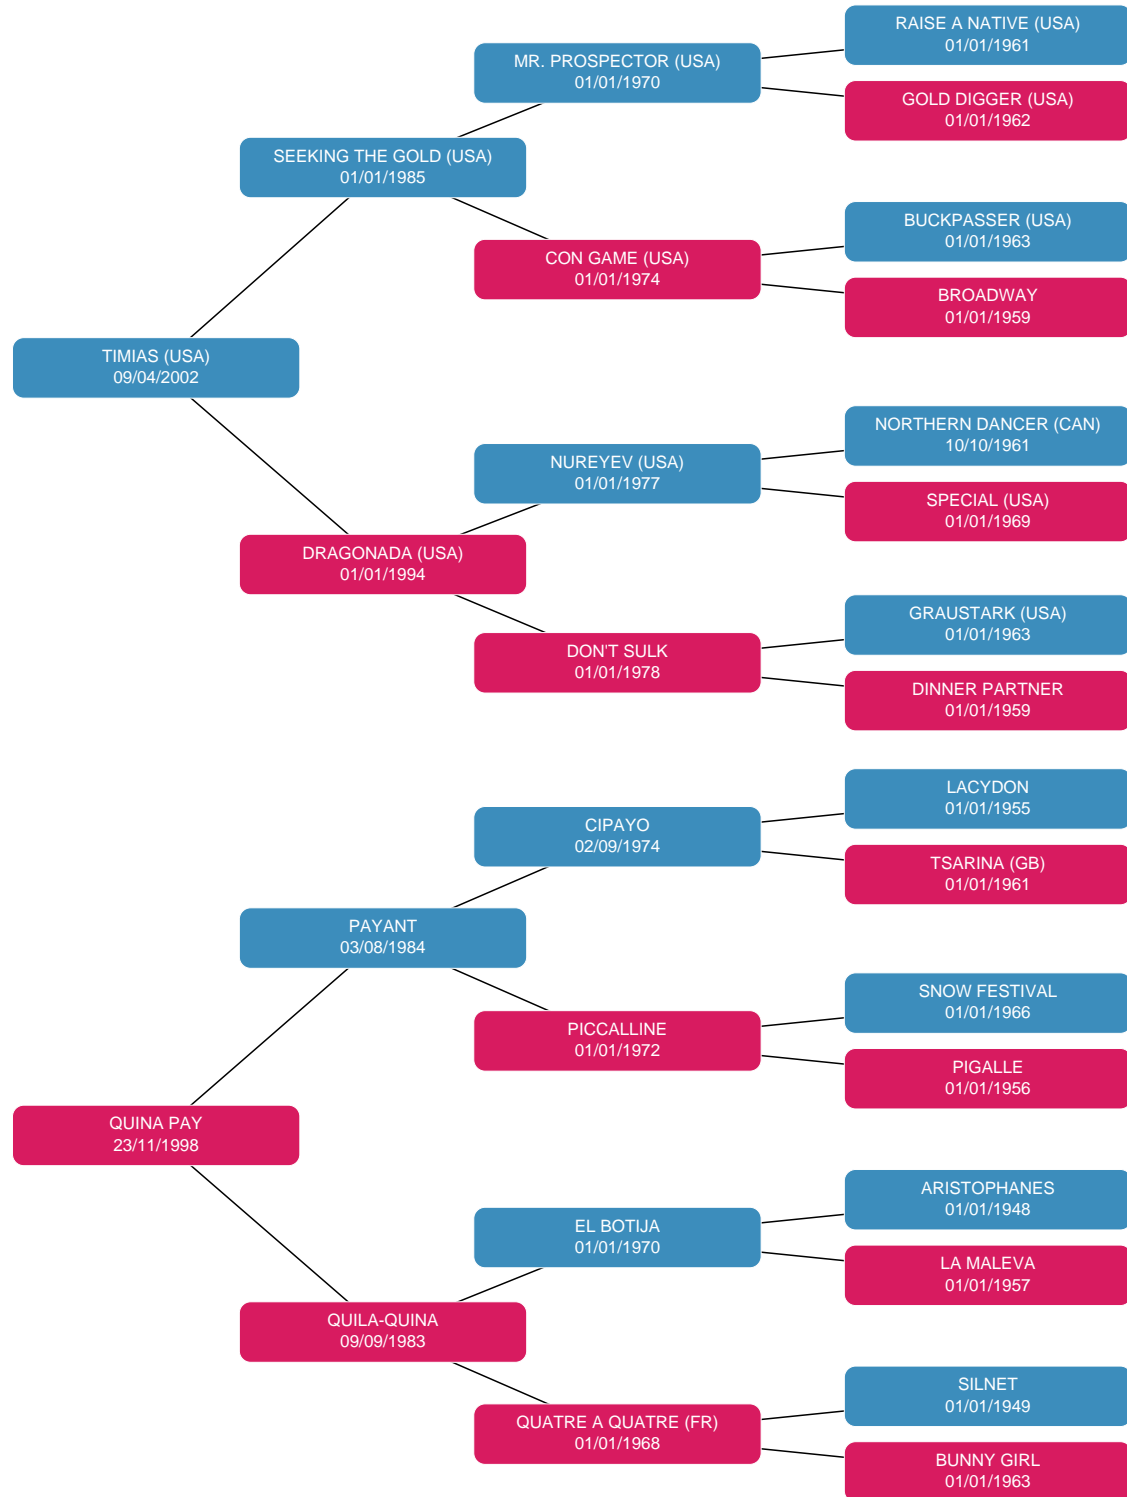 RAISE A NATIVE (USA)
01/01/1961
MR. PROSPECTOR (USA)
01/01/1970
GOLD DIGGER (USA)
01/01/1962
SEEKING THE GOLD (USA)
01/01/1985
BUCKPASSER (USA)
01/01/1963
CON GAME (USA)
01/01/1974
BROADWAY
01/01/1959
TIMIAS (USA)
09/04/2002
NORTHERN DANCER (CAN)
10/10/1961
NUREYEV (USA)
01/01/1977
SPECIAL (USA)
01/01/1969
DRAGONADA (USA)
01/01/1994
GRAUSTARK (USA)
01/01/1963
DON'T SULK
01/01/1978
DINNER PARTNER
01/01/1959
LACYDON
01/01/1955
CIPAYO
02/09/1974
TSARINA (GB)
01/01/1961
PAYANT
03/08/1984
SNOW FESTIVAL
01/01/1966
PICCALLINE
01/01/1972
PIGALLE
01/01/1956
QUINA PAY
23/11/1998
ARISTOPHANES
01/01/1948
EL BOTIJA
01/01/1970
LA MALEVA
01/01/1957
QUILA-QUINA
09/09/1983
SILNET
01/01/1949
QUATRE A QUATRE (FR)
01/01/1968
BUNNY GIRL
01/01/1963